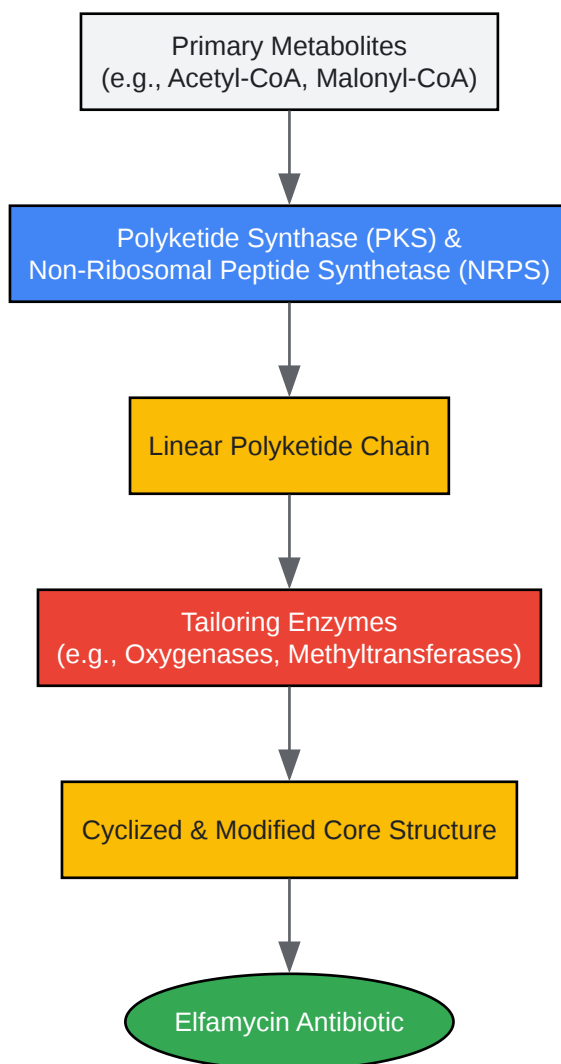 Primary Metabolites
(e.g., Acetyl-CoA, Malonyl-CoA)
Polyketide Synthase (PKS) &
Non-Ribosomal Peptide Synthetase (NRPS)
Linear Polyketide Chain
Tailoring Enzymes
(e.g., Oxygenases, Methyltransferases)
Cyclized & Modified Core Structure
Elfamycin Antibiotic